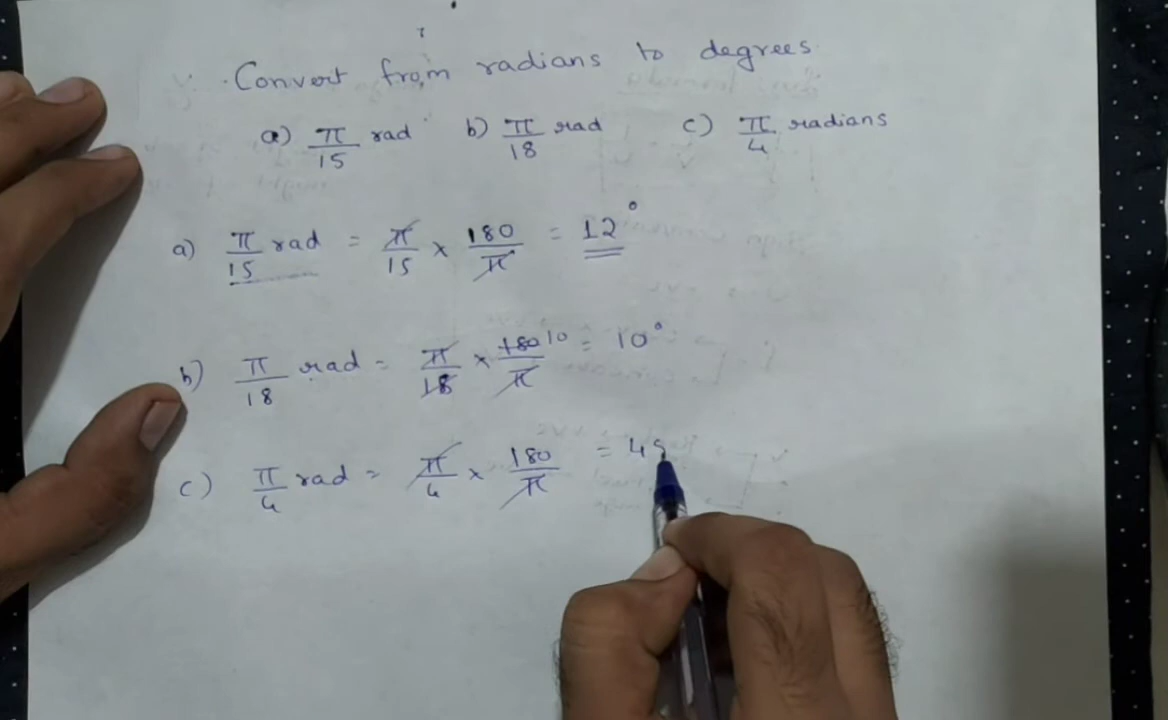 Convert from radians to degrees
a) π/15 rad b) π/18 rad c) π/4 radians
a) π/15 rad = π/15 × 180/π = 12°
b) π/18 rad = π/18 × 180/π 10 = 10°
c) π/4 rad = π/4 × 180/π = 45